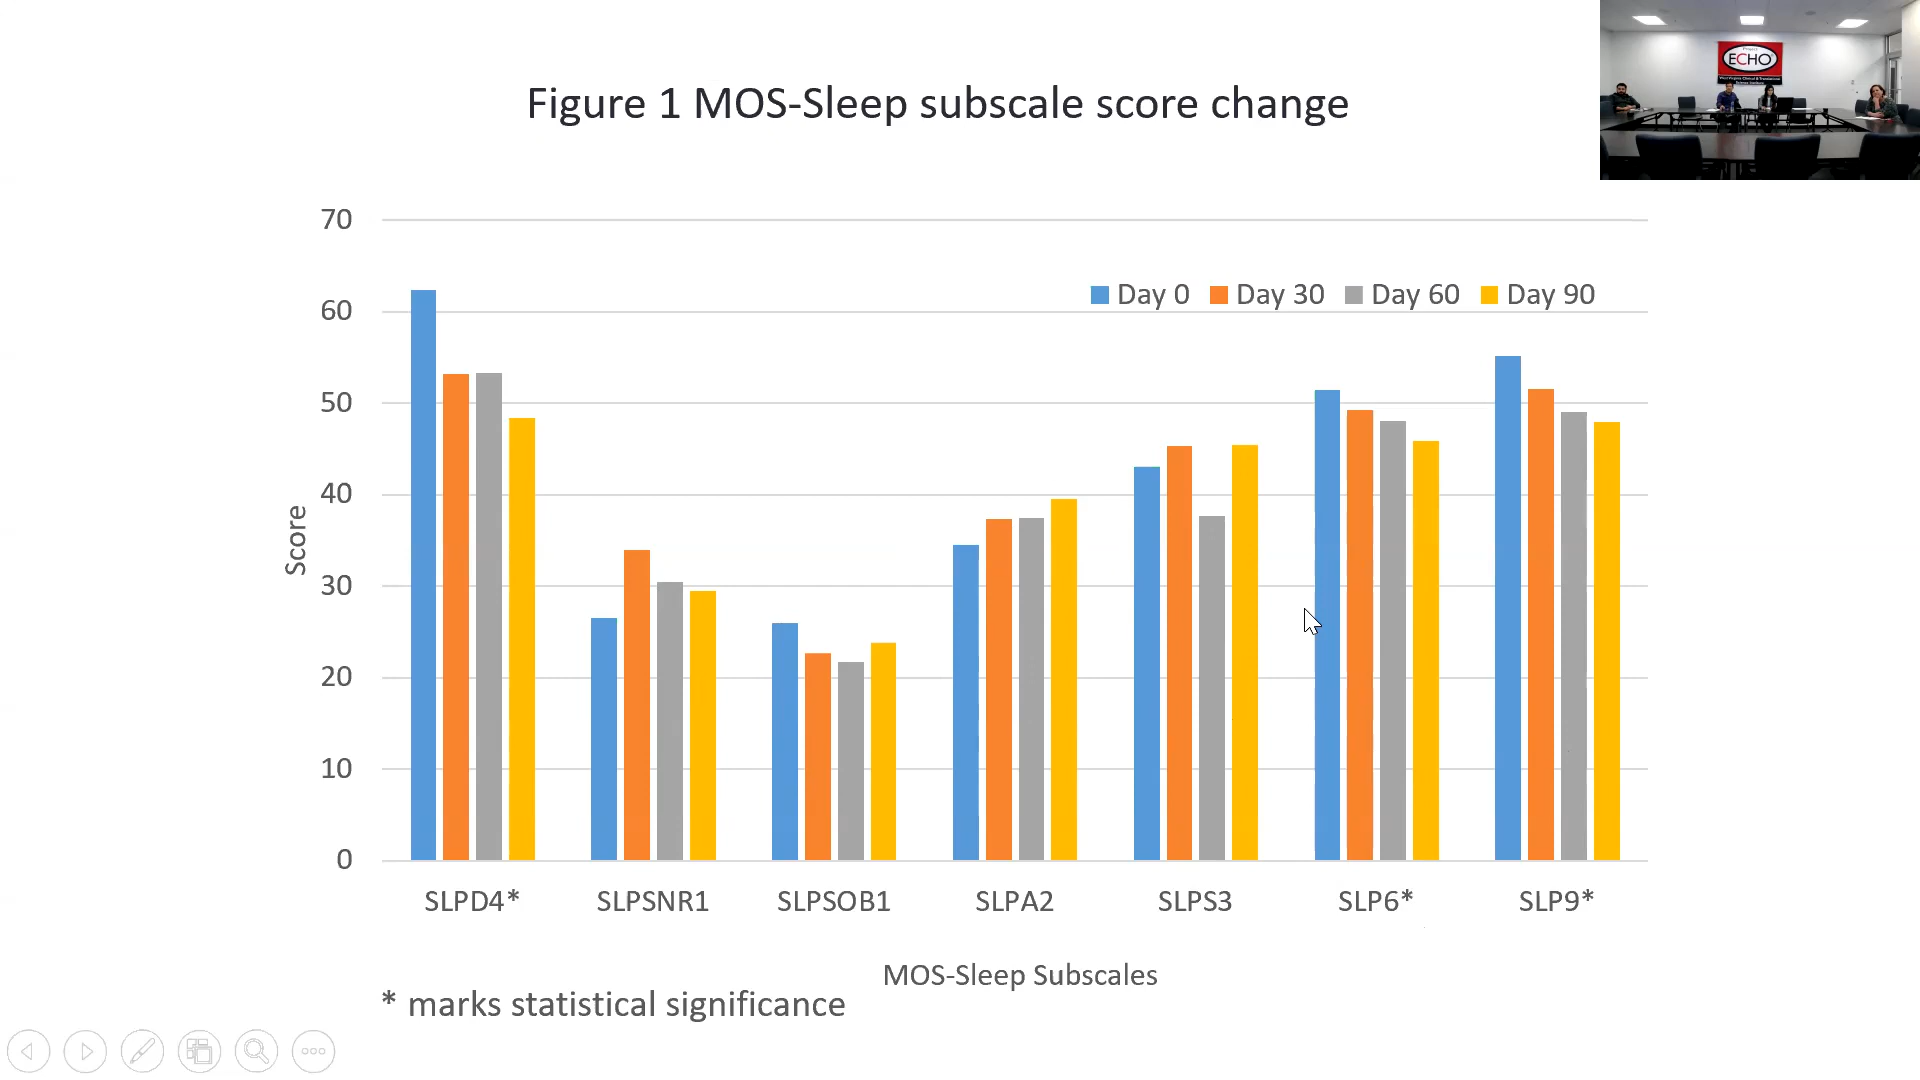 Figure 1 MOS-Sleep subscale score change
Project
ECHO
70
60
50
40
30
20
10
0
Score
Day 0 Day 30 Day 60 Day 90
SLPD4* SLPSNR1 SLPSOB1 SLPA2 SLPS3 SLP6* SLP9*
MOS-Sleep Subscales
* marks statistical significance